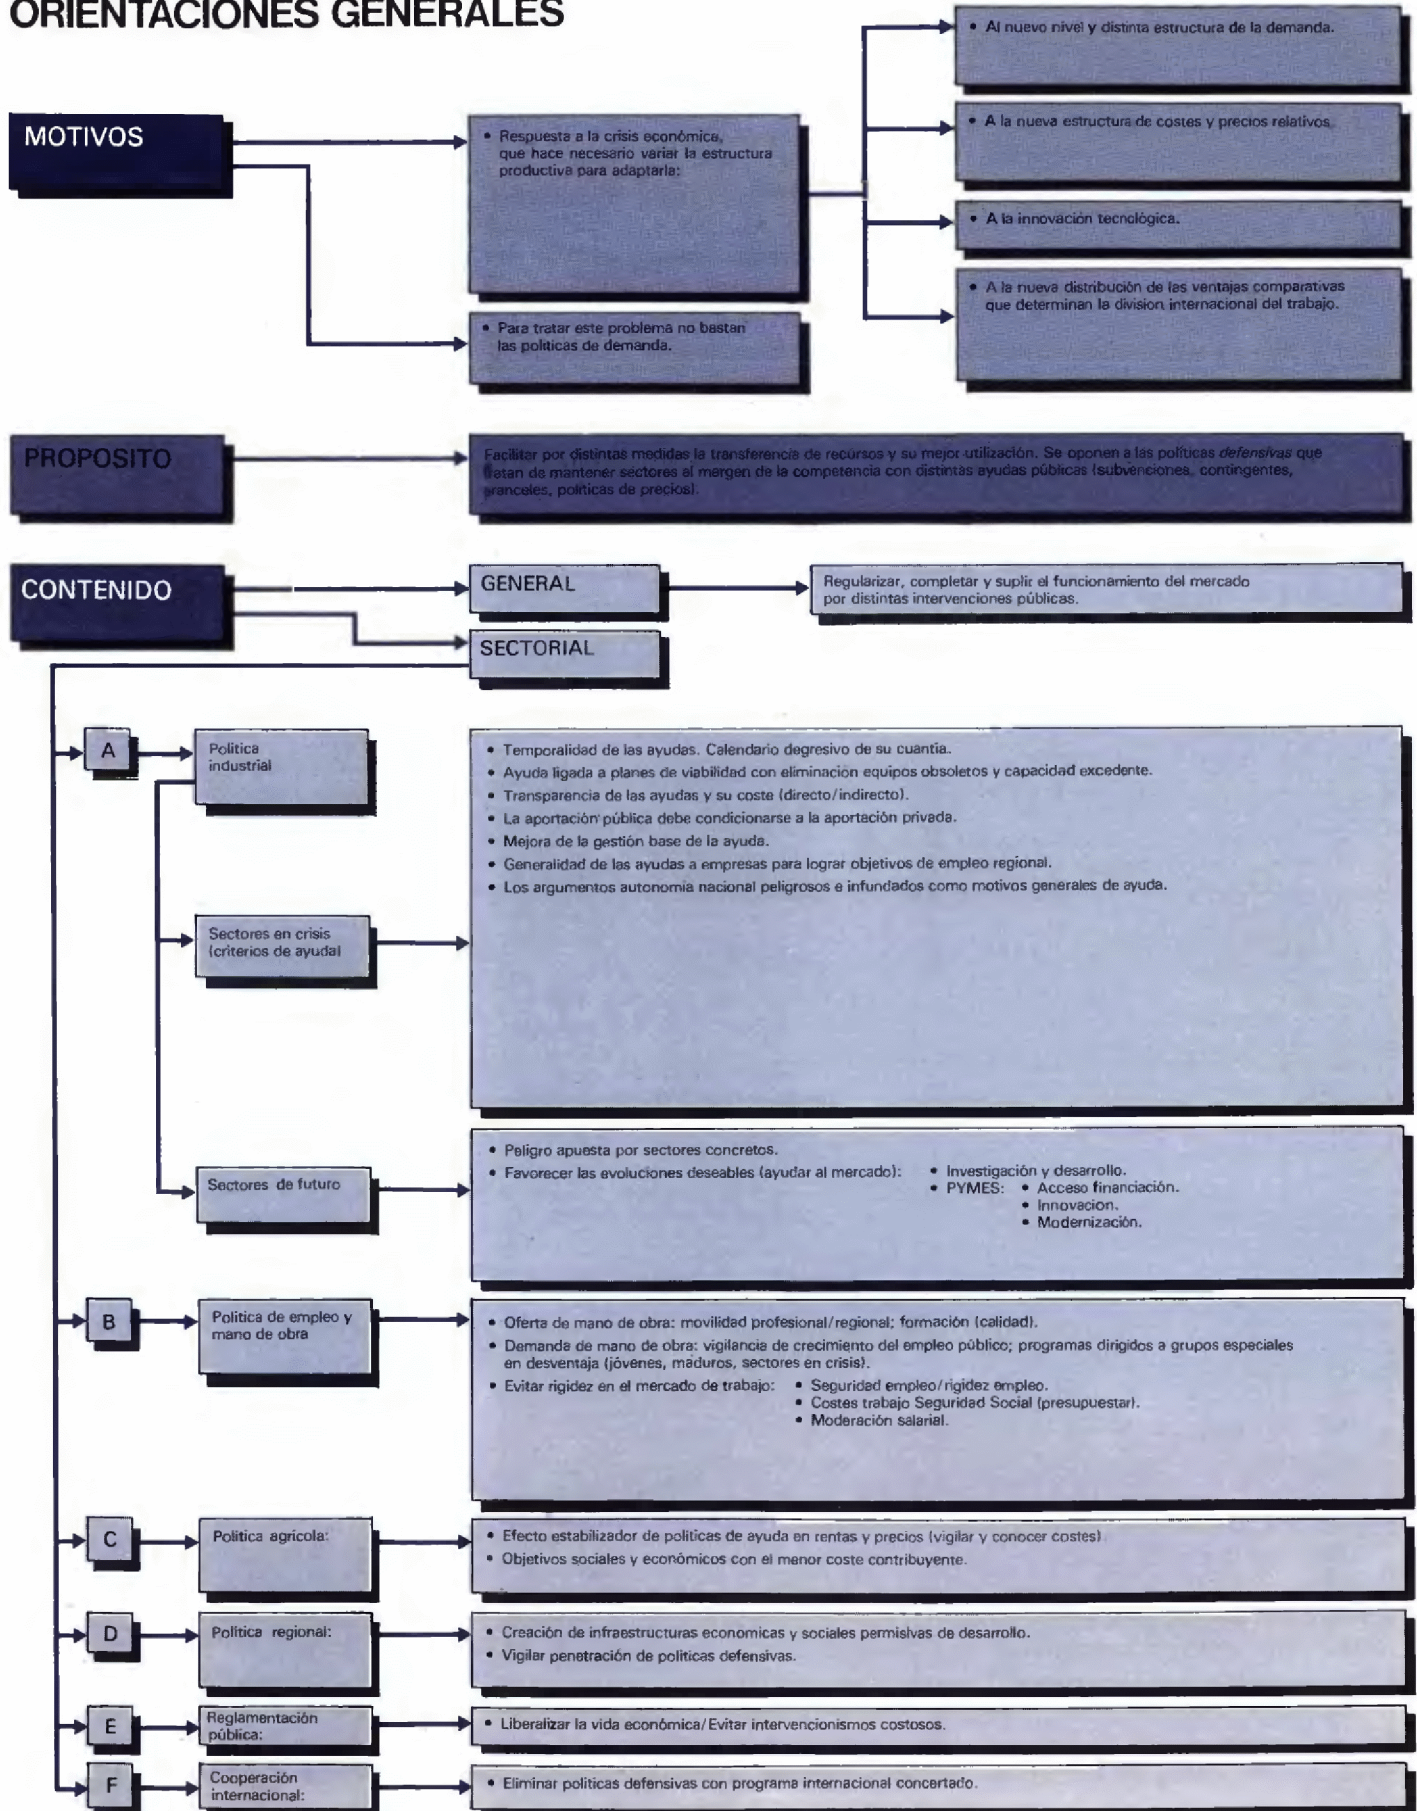 ORIENTACIONES GENERALES
MOTIVOS
• Respuesta a la crisis económica,
que hace necesario variar la estructura
productiva para adaptarla:
• Al nuevo nivel y distinta estructura de la demanda.
• A la nueva estructura de costes y precios relativos.
• A la innovación tecnológica.
• A la nueva distribución de las ventajas comparativas
que determinan la division internacional del trabajo.
• Para tratar este problema no bastan
las politicas de demanda.
PROPOSITO
Facilitar por distintas medidas la transferencia de recursos y su mejor utilización. Se oponen a las políticas defensivas que
tratan de mantener sectores al margen de la competencia con distintas ayudas públicas (subvenciones, contingentes,
aranceles, políticas de precios).
CONTENIDO
GENERAL
Regularizar, completar y suplir el funcionamiento del mercado
por distintas intervenciones públicas.
SECTORIAL
A
Politica
industrial
• Temporalidad de las ayudas. Calendario degresivo de su cuantia.
• Ayuda ligada a planes de viabilidad con eliminación equipos obsoletos y capacidad excedente.
• Transparencia de las ayudas y su coste (directo/indirecto).
• La aportación pública debe condicionarse a la aportación privada.
• Mejora de la gestión base de la ayuda.
• Generalidad de las ayudas a empresas para lograr objetivos de empleo regional.
• Los argumentos autonomía nacional peligrosos e infundados como motivos generales de ayuda.
Sectores en crisis
(criterios de ayuda)
Sectores de futuro
• Peligro apuesta por sectores concretos.
• Favorecer las evoluciones deseables (ayudar al mercado): • Investigación y desarrollo.
• PYMES: • Acceso financiación.
• Innovacion.
• Modernización.
B
Politica de empleo y
mano de obra
• Oferta de mano de obra: movilidad profesional/regional; formación (calidad).
• Demanda de mano de obra: vigilancia de crecimiento del empleo público; programas dirigidos a grupos especiales
en desventaja (jóvenes, maduros, sectores en crisis).
• Evitar rigidez en el mercado de trabajo: • Seguridad empleo/rigidez empleo.
• Costes trabajo Seguridad Social (presupuestar).
• Moderación salarial.
C
Politica agricola:
• Efecto estabilizador de politicas de ayuda en rentas y precios (vigilar y conocer costes)
• Objetivos sociales y económicos con el menor coste contribuyente.
D
Politica regional:
• Creación de infraestructuras economicas y sociales permisivas de desarrollo.
• Vigilar penetración de politicas defensivas.
E
Reglamentación
pública:
• Liberalizar la vida económica/Evitar intervencionismos costosos.
F
Cooperación
internacional:
• Eliminar politicas defensivas con programa internacional concertado.